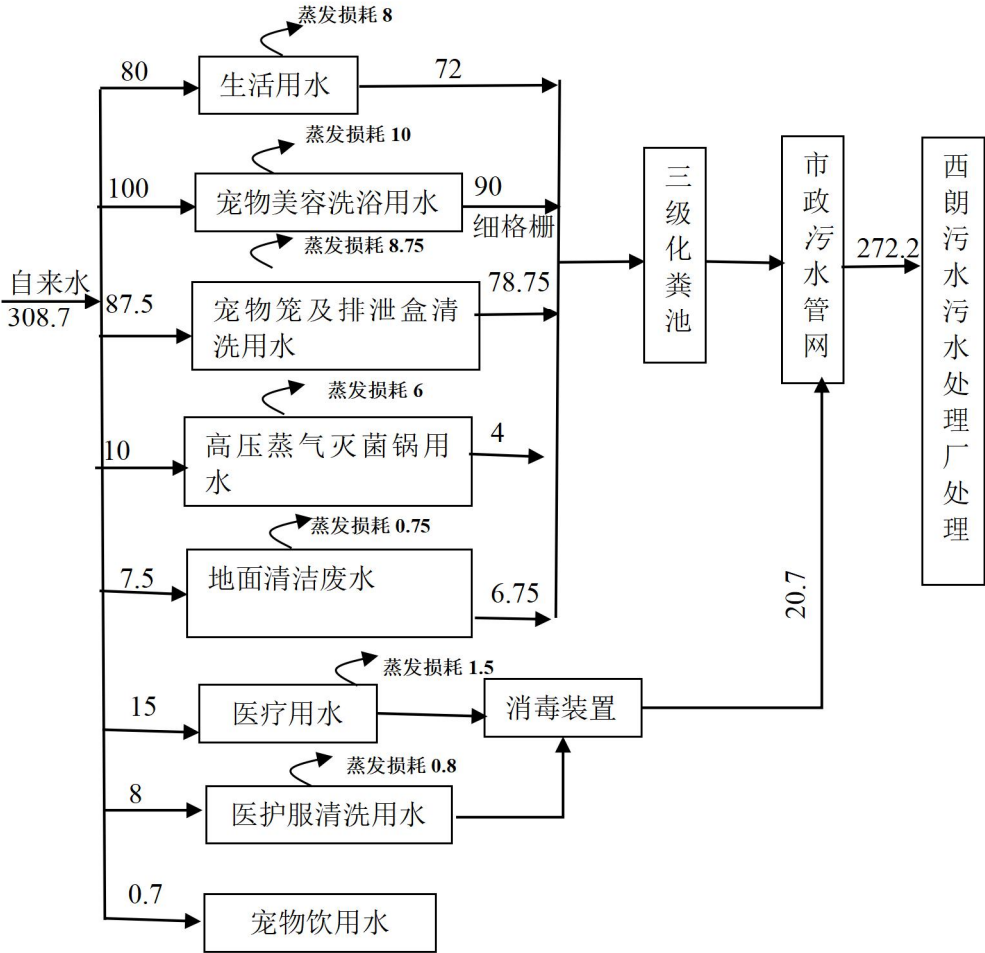 蒸发损耗 8
80
生活用水
72
蒸发损耗 10
100
宠物美容洗浴用水
90
细格栅
蒸发损耗 8.75
自来水
308.7
87.5
宠物笼及排泄盒清
洗用水
78.75
蒸发损耗 6
10
高压蒸气灭菌锅用
水
4
蒸发损耗 0.75
7.5
地面清洁废水
6.75
蒸发损耗 1.5
15
医疗用水
消毒装置
蒸发损耗 0.8
8
医护服清洗用水
0.7
宠物饮用水
三级化粪池
市政污水管网
272.2
20.7
西朗污水污水处理厂处理